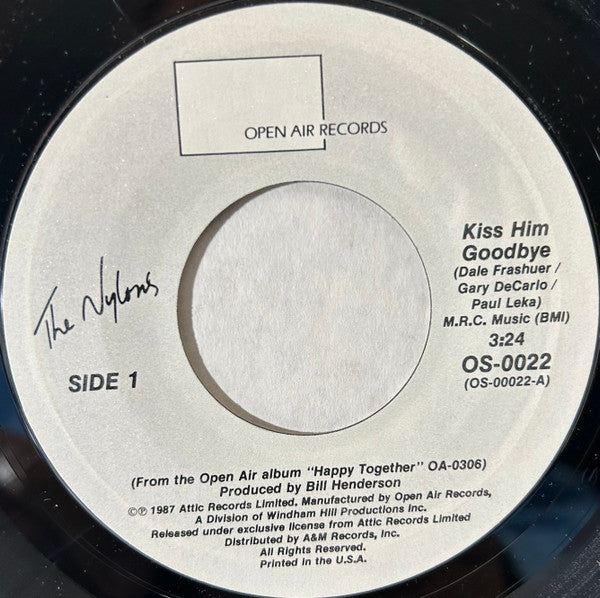 OPEN AIR RECORDS
The Nylons
SIDE 1
Kiss Him
Goodbye
(Dale Frashuer /
Gary DeCarlo /
Paul Leka)
M.R.C. Music (BMI)
3:24
OS-0022
(OS-00022-A)
(From the Open Air album "Happy Together" OA-0306)
Produced by Bill Henderson
©℗ 1987 Attic Records Limited. Manufactured by Open Air Records,
A Division of Windham Hill Productions Inc.
Released under exclusive license from Attic Records Limited
Distributed by A&M Records, Inc.
All Rights Reserved.
Printed in the U.S.A.